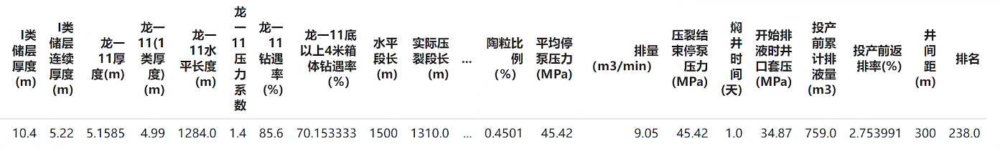 I类
储层
厚度
(m)
I类
储层
连续
厚度
(m)
龙一
11厚
度(m)
龙一
11(1
类厚
度)
(m)
龙一
11水
平长度
(m)
龙
一
11
压
力
系
数
龙一
11
钻遇
率
(%)
龙一11底
以上4米箱
体钻遇率
(%)
水平
段长
(m)
实际压
裂段长
(m)
...
陶粒比
例
(%)
平均停
泵压力
(MPa)
排量
(m3/min)
压裂结
束停泵
压力
(MPa)
焖
井
时
间
(天)
开始排
液时井
口套压
(MPa)
投产
前累
计排
液量
(m3)
投产前返
排率(%)
井
间
距
(m)
排名
10.4 5.22 5.1585 4.99 1284.0 1.4 85.6 70.153333 1500 1310.0 ... 0.4501 45.42 9.05 45.42 1.0 34.87 759.0 2.753991 300 238.0